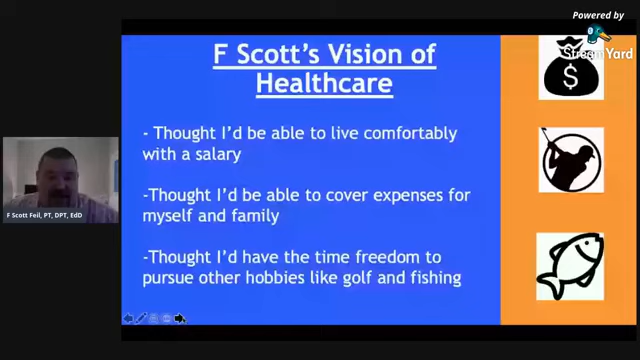 Powered by
StreamYard
F Scott's Vision of
Healthcare
- Thought I'd be able to live comfortably
with a salary
-Thought I'd be able to cover expenses for
myself and family
-Thought I'd have the time freedom to
pursue other hobbies like golf and fishing
$
F Scott Feil, PT, DPT, EdD